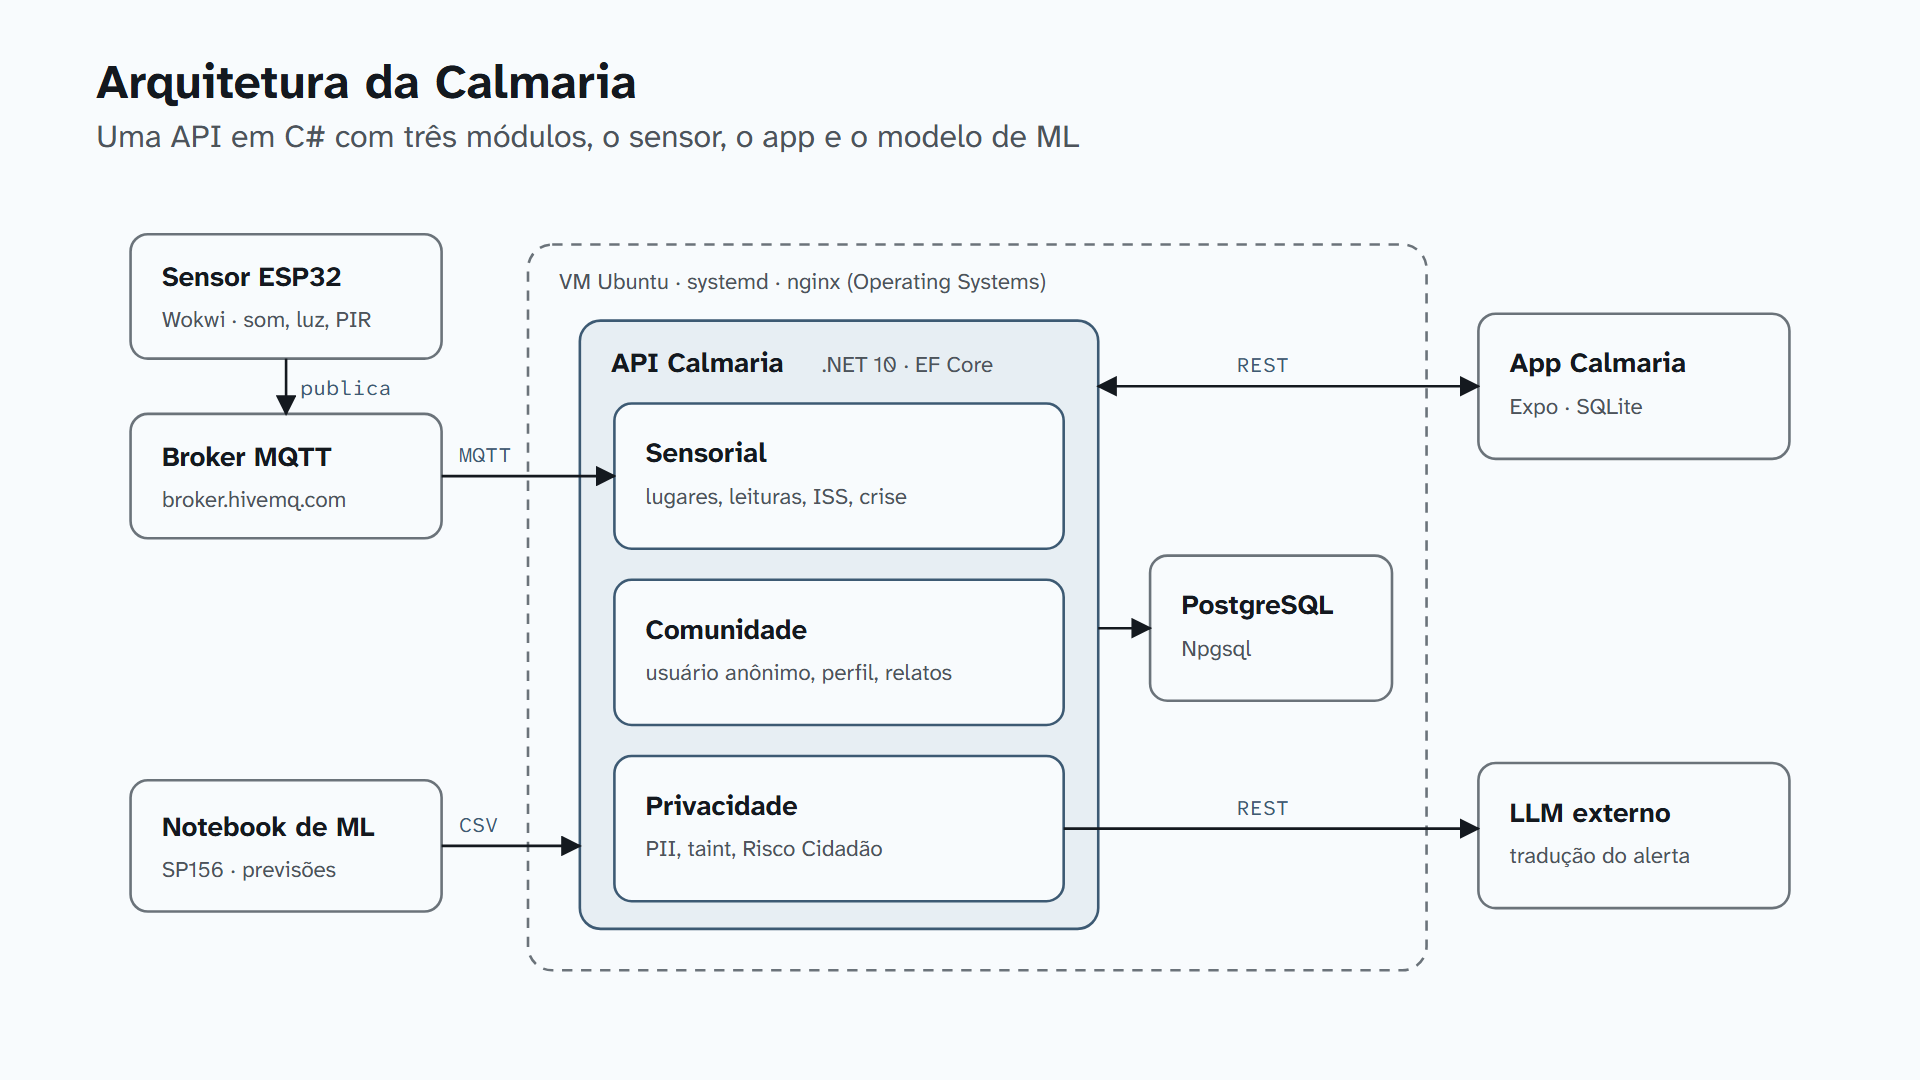 Arquitetura da Calmaria
Uma API em C# com três módulos, o sensor, o app e o modelo de ML
Sensor ESP32
Wokwi · som, luz, PIR
publica
Broker MQTT
broker.hivemq.com
MQTT
Notebook de ML
SP156 · previsões
CSV
VM Ubuntu · systemd · nginx (Operating Systems)
API Calmaria .NET 10 · EF Core
Sensorial
lugares, leituras, ISS, crise
Comunidade
usuário anônimo, perfil, relatos
Privacidade
PII, taint, Risco Cidadão
PostgreSQL
Npgsql
REST
App Calmaria
Expo · SQLite
REST
LLM externo
tradução do alerta